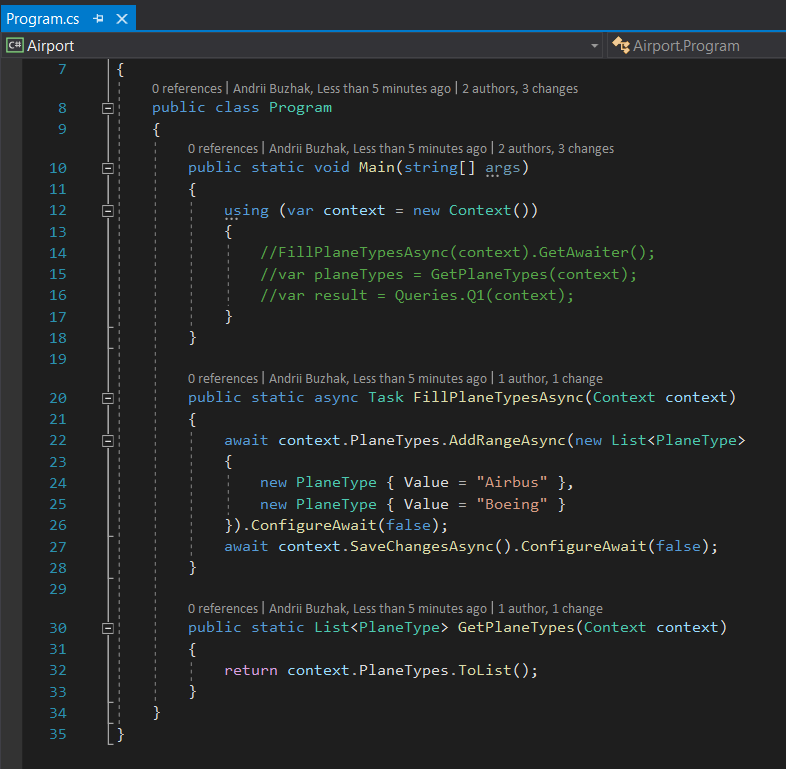 Program.cs
C# Airport Airport.Program
7 {
0 references | Andrii Buzhak, Less than 5 minutes ago | 2 authors, 3 changes
8 public class Program
9 {
0 references | Andrii Buzhak, Less than 5 minutes ago | 2 authors, 3 changes
10 public static void Main(string[] args)
11 {
12 using (var context = new Context())
13 {
14 //FillPlaneTypesAsync(context).GetAwaiter();
15 //var planeTypes = GetPlaneTypes(context);
16 //var result = Queries.Q1(context);
17 }
18 }
19
0 references | Andrii Buzhak, Less than 5 minutes ago | 1 author, 1 change
20 public static async Task FillPlaneTypesAsync(Context context)
21 {
22 await context.PlaneTypes.AddRangeAsync(new List<PlaneType>
23 {
24 new PlaneType { Value = "Airbus" },
25 new PlaneType { Value = "Boeing" }
26 }).ConfigureAwait(false);
27 await context.SaveChangesAsync().ConfigureAwait(false);
28 }
29
0 references | Andrii Buzhak, Less than 5 minutes ago | 1 author, 1 change
30 public static List<PlaneType> GetPlaneTypes(Context context)
31 {
32 return context.PlaneTypes.ToList();
33 }
34 }
35 }